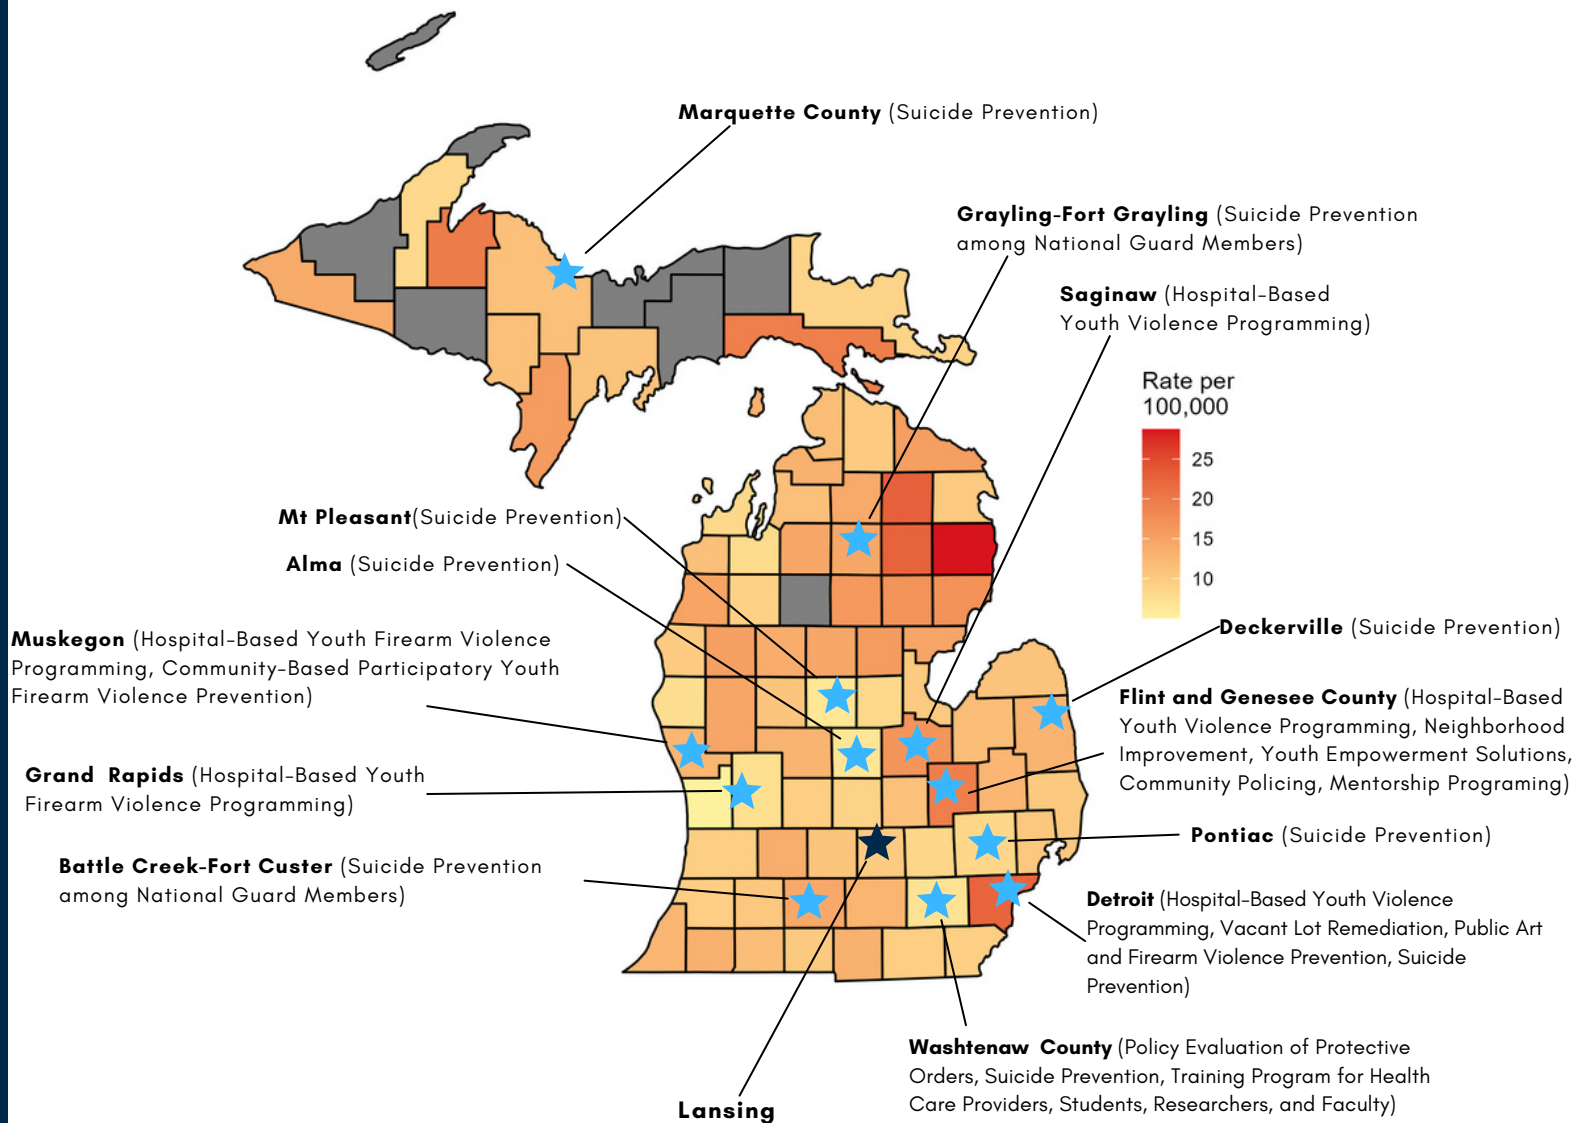 Marquette County (Suicide Prevention)
Grayling-Fort Grayling (Suicide Prevention
among National Guard Members)
Saginaw (Hospital-Based
Youth Violence Programming)
Rate per
100,000
25
20
15
10
Mt Pleasant(Suicide Prevention)
Alma (Suicide Prevention)
Muskegon (Hospital-Based Youth Firearm Violence
Programming, Community-Based Participatory Youth
Firearm Violence Prevention)
Grand Rapids (Hospital-Based Youth
Firearm Violence Programming)
Battle Creek-Fort Custer (Suicide Prevention
among National Guard Members)
Deckerville (Suicide Prevention)
Flint and Genesee County (Hospital-Based
Youth Violence Programming, Neighborhood
Improvement, Youth Empowerment Solutions,
Community Policing, Mentorship Programing)
Pontiac (Suicide Prevention)
Detroit (Hospital-Based Youth Violence
Programming, Vacant Lot Remediation, Public Art
and Firearm Violence Prevention, Suicide
Prevention)
Washtenaw County (Policy Evaluation of Protective
Orders, Suicide Prevention, Training Program for Health
Care Providers, Students, Researchers, and Faculty)
Lansing